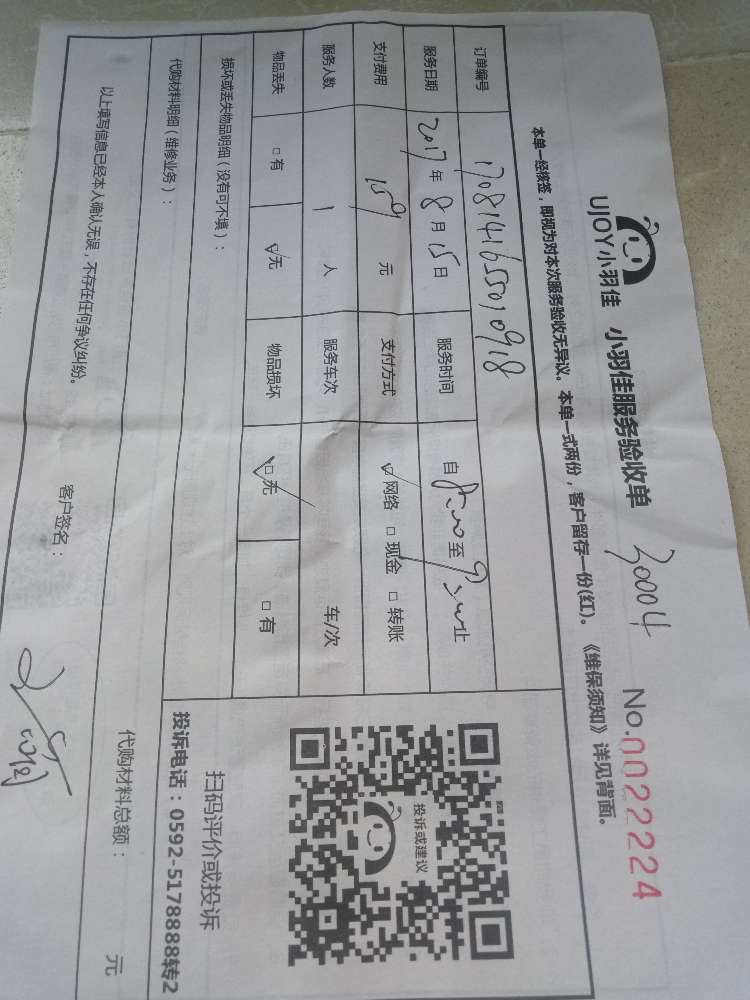 UJOY小羽佳 小羽佳服务验收单 30004 No.0022224
本单一经核签，即视为对本次服务验收无异议。本单一式两份，客户留存一份(红)。《维保须知》详见背面。
订单编号 170814165501 0918
服务日期 2017年8月15日 服务时间 自 至 止
支付费用 159元 支付方式 ☑网络 □现金 □转账
服务人数 1人 服务车次 车/次
物品丢失 □有 ☑无 物品损坏 ☑无 □有
损坏或丢失物品明细（没有可不填）：
代购材料明细（维修业务）：
代购材料总额： 元
以上填写信息已经本人确认无误，不存在任何争议纠纷。
客户签名：
投诉或建议
扫码评价或投诉
投诉电话：0592-5178888转2